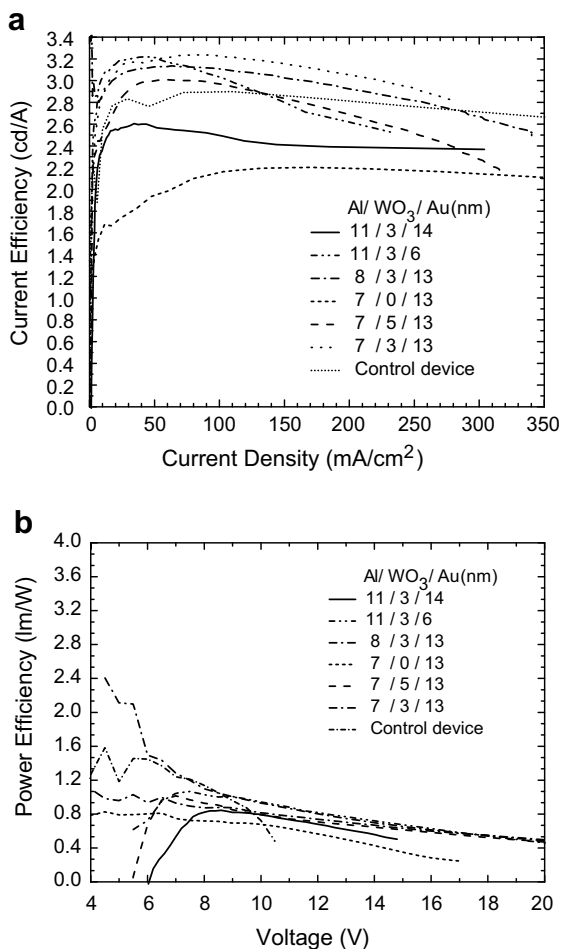 a
Current Efficiency (cd/A)
3.4
3.2
3.0
2.8
2.6
2.4
2.2
2.0
1.8
1.6
1.4
1.2
1.0
0.8
0.6
0.4
0.2
0.0
Al/ WO3/ Au(nm)
11 / 3 / 14
11 / 3 / 6
8 / 3 / 13
7 / 0 / 13
7 / 5 / 13
7 / 3 / 13
Control device
0 50 100 150 200 250 300 350
Current Density (mA/cm2)
b
Power Efficiency (lm/W)
4.0
3.6
3.2
2.8
2.4
2.0
1.6
1.2
0.8
0.4
0.0
Al/ WO3/ Au(nm)
11 / 3 / 14
11 / 3 / 6
8 / 3 / 13
7 / 0 / 13
7 / 5 / 13
7 / 3 / 13
Control device
4 6 8 10 12 14 16 18 20
Voltage (V)